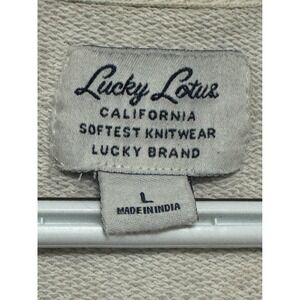 Lucky Lotus
CALIFORNIA
SOFTEST KNITWEAR
LUCKY BRAND
L
MADE IN INDIA